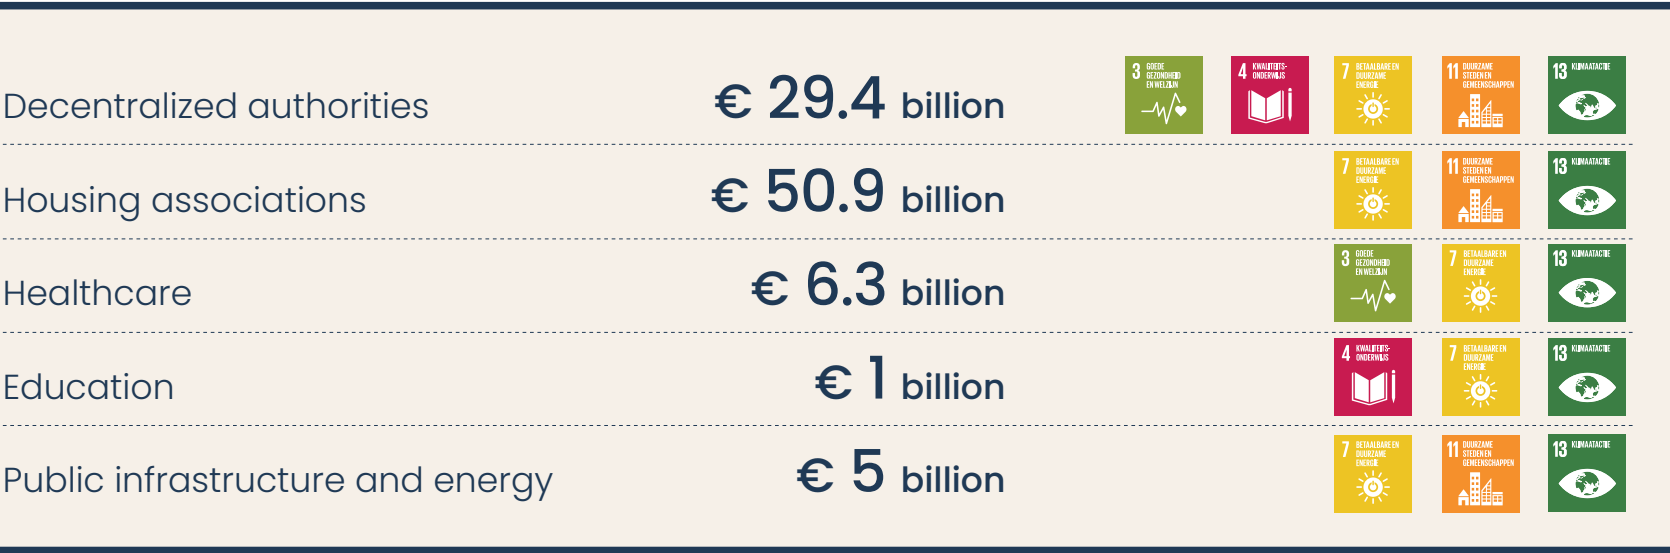 Decentralized authorities € 29.4 billion
3 GOEDE
GEZONDHEID
EN WELZIJN
4 KWALITEITS-
ONDERWIJS
7 BETAALBARE EN
DUURZAME
ENERGIE
11 DUURZAME
STEDEN EN
GEMEENSCHAPPEN
13 KLIMAATACTIE
Housing associations € 50.9 billion
7 BETAALBARE EN
DUURZAME
ENERGIE
11 DUURZAME
STEDEN EN
GEMEENSCHAPPEN
13 KLIMAATACTIE
Healthcare € 6.3 billion
3 GOEDE
GEZONDHEID
EN WELZIJN
7 BETAALBARE EN
DUURZAME
ENERGIE
13 KLIMAATACTIE
Education € 1 billion
4 KWALITEITS-
ONDERWIJS
7 BETAALBARE EN
DUURZAME
ENERGIE
13 KLIMAATACTIE
Public infrastructure and energy € 5 billion
7 BETAALBARE EN
DUURZAME
ENERGIE
11 DUURZAME
STEDEN EN
GEMEENSCHAPPEN
13 KLIMAATACTIE